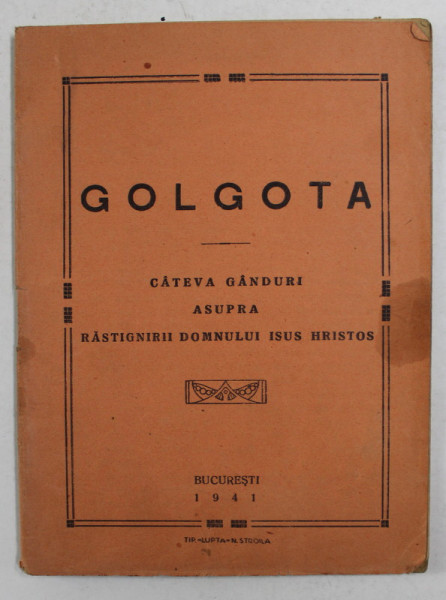 GOLGOTA
CÂTEVA GÂNDURI
ASUPRA
RĂSTIGNIRII DOMNULUI ISUS HRISTOS
BUCUREŞTI
1941
TIP. «LUPTA» N. STROILA